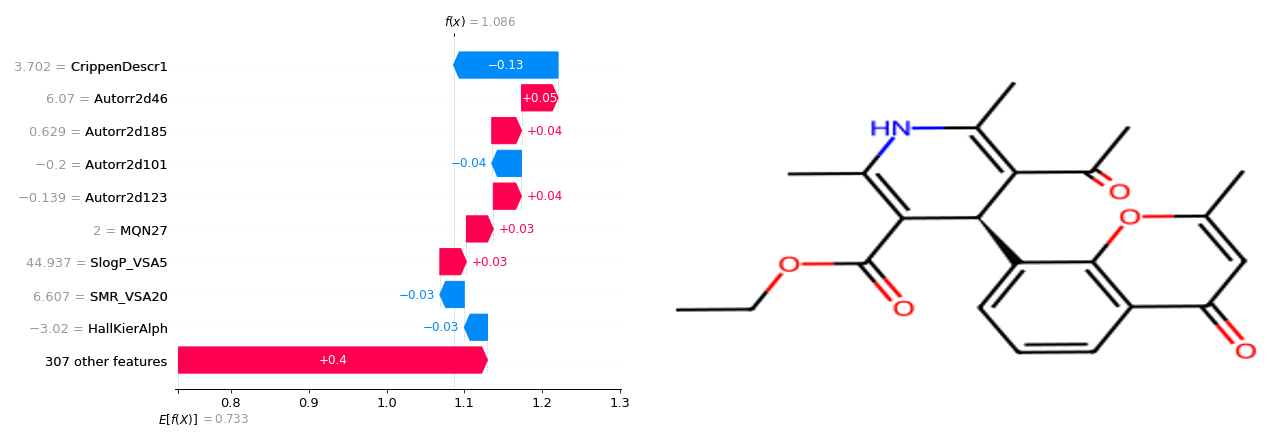 f(x) = 1.086
3.702 = CrippenDescr1
−0.13
6.07 = Autorr2d46
+0.05
0.629 = Autorr2d185
+0.04
−0.2 = Autorr2d101
−0.04
−0.139 = Autorr2d123
+0.04
2 = MQN27
+0.03
44.937 = SlogP_VSA5
+0.03
6.607 = SMR_VSA20
−0.03
−3.02 = HallKierAlph
−0.03
307 other features
+0.4
0.8 0.9 1.0 1.1 1.2 1.3
E[f(X)] = 0.733
HN
O
O
O
O
O